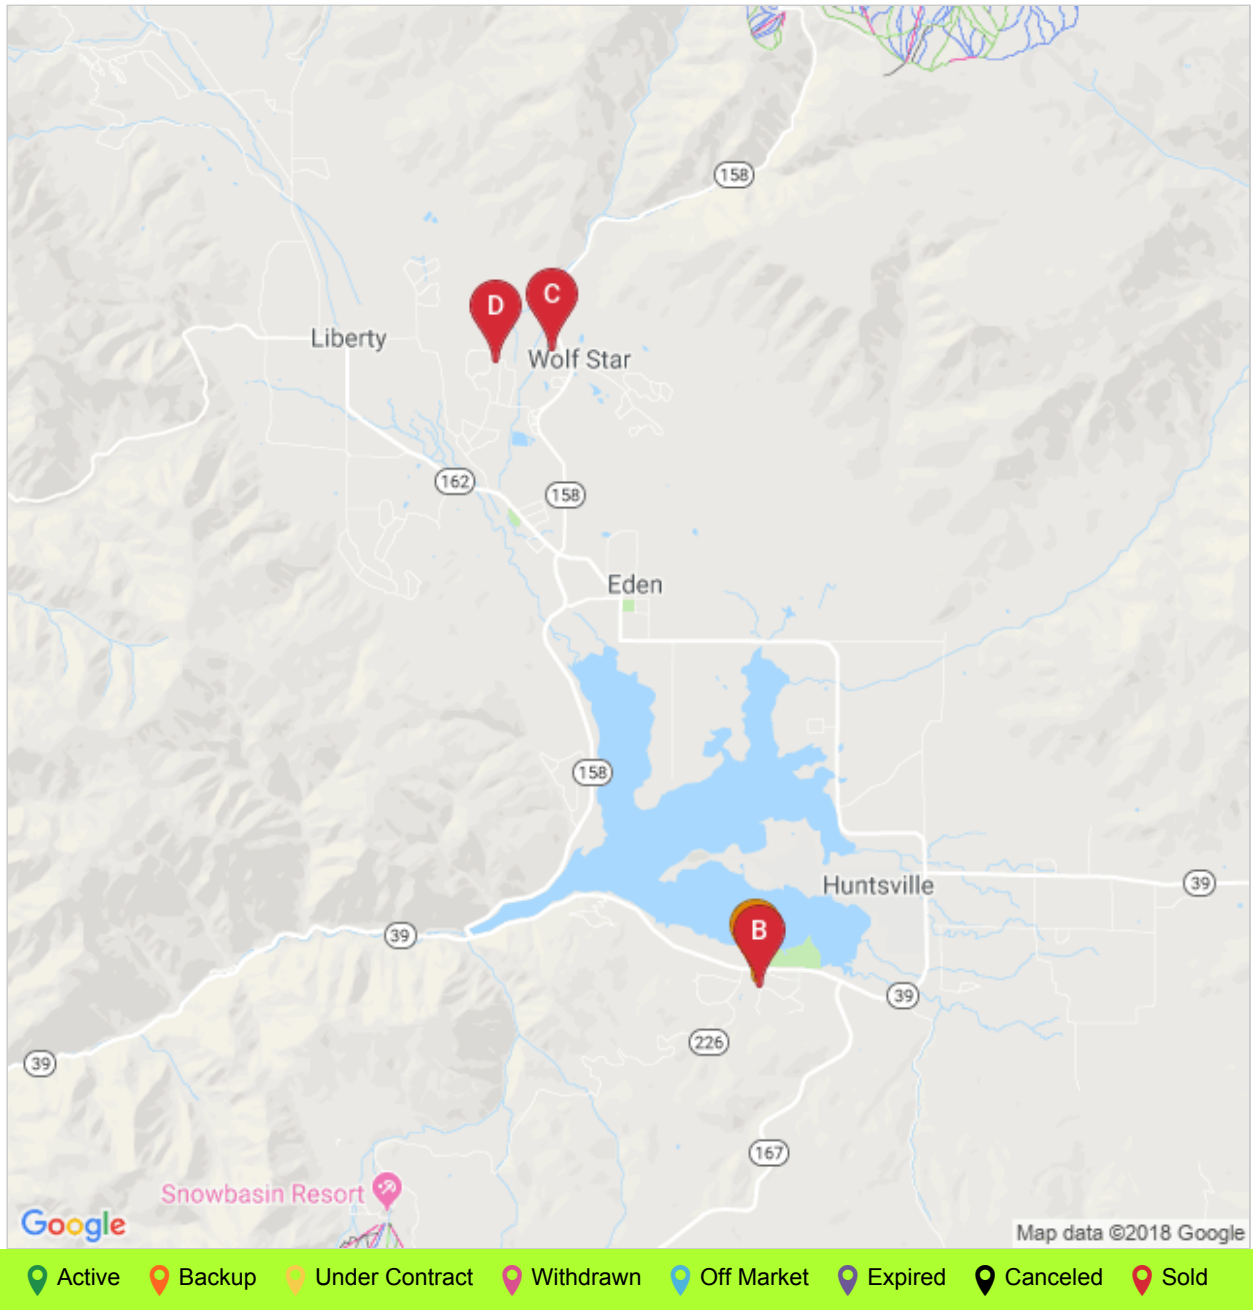 158
D
C
Liberty
Wolf Star
162
158
Eden
158
Huntsville
39
B
39
39
226
39
167
Snowbasin Resort
Google
Map data ©2018 Google
Active Backup Under Contract Withdrawn Off Market Expired Canceled Sold